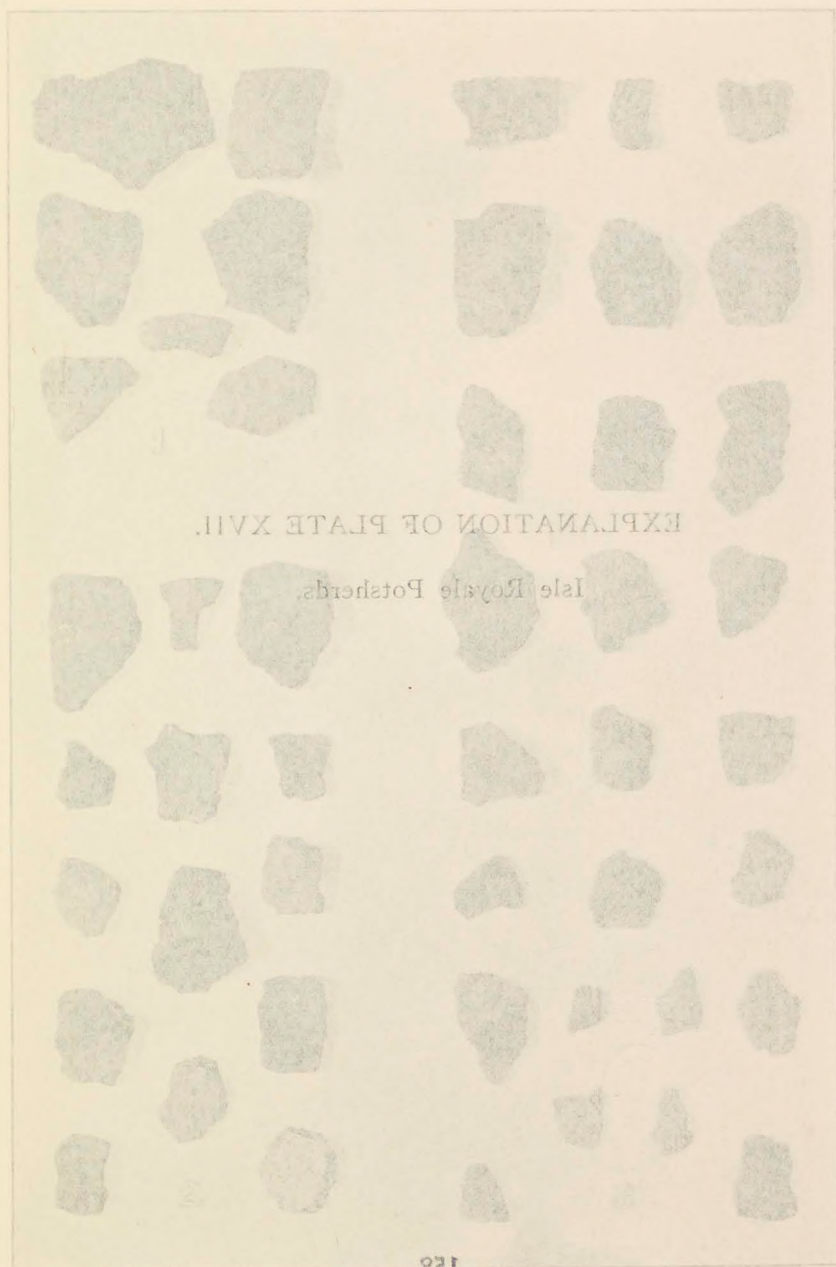 EXPLANATION OF PLATE XVII.
Isle Royale Potsherds.